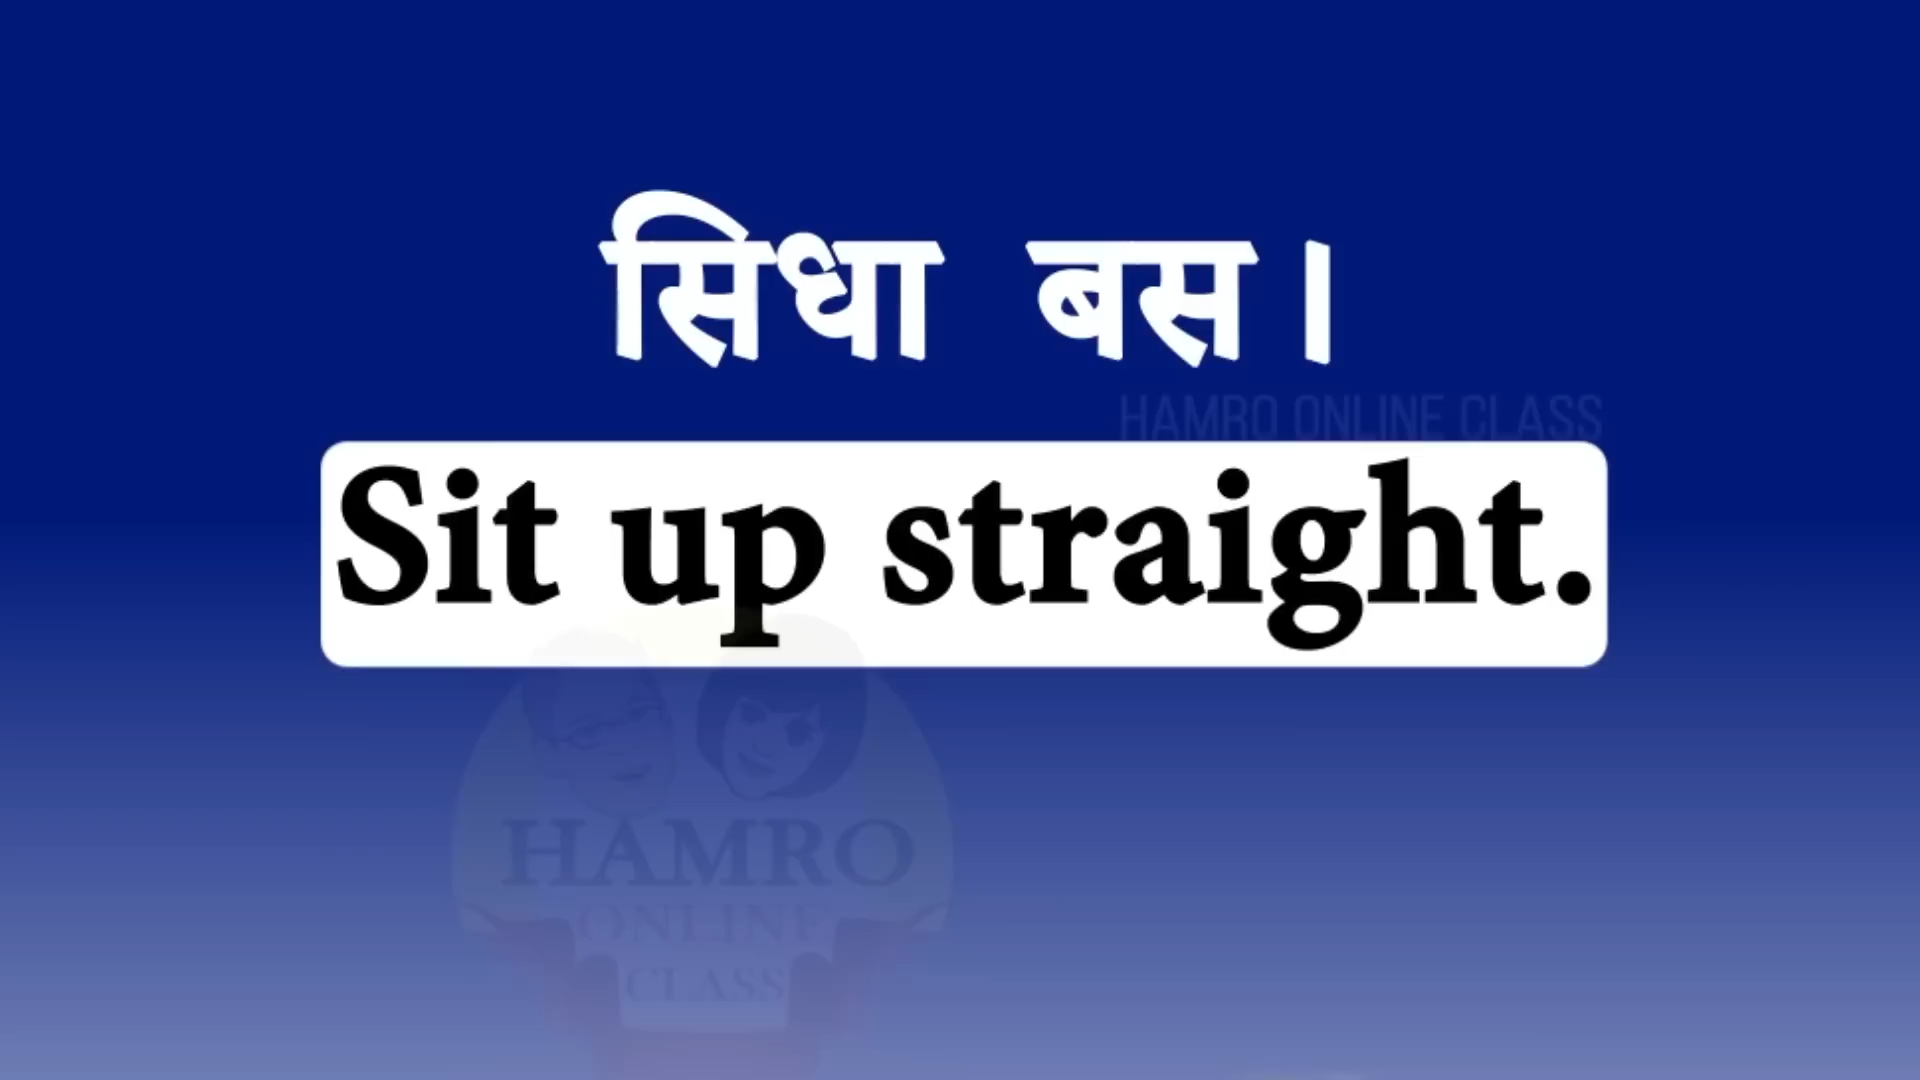 सिधा बस ।
HAMRO ONLINE CLASS
Sit up straight.
HAMRO
ONLINE
CLASS